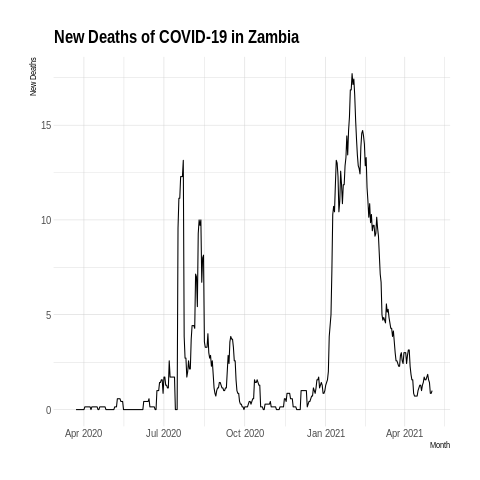 New Deaths of COVID-19 in Zambia
New Deaths
15
10
5
0
Apr 2020 Jul 2020 Oct 2020 Jan 2021 Apr 2021
Month